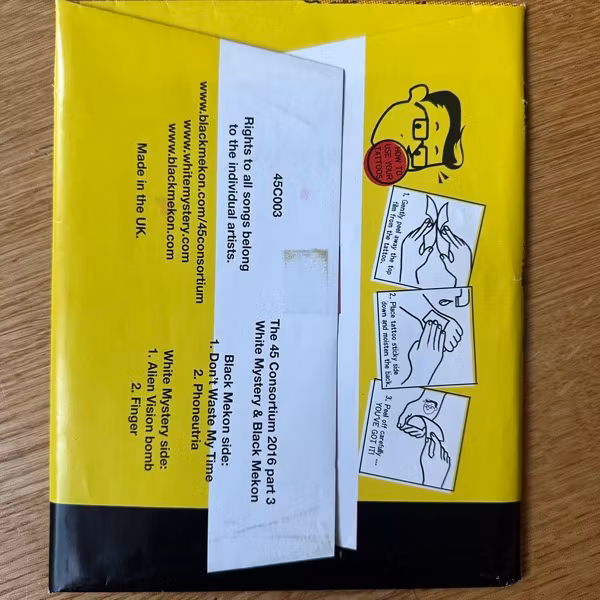 HOW TO
USE YOUR
TATTOOS
1. Gently peel away the top
film from the tattoo.
2. Place tattoo sticky side
down and moisten the back.
3. Peel off carefully ...
YOU'VE GOT IT!
45C003
Rights to all songs belong
to the individual artists.
www.blackmekon.com/45consortium
www.whitemystery.com
www.blackmekon.com
Made in the UK.
The 45 Consortium 2016 part 3
White Mystery & Black Mekon
Black Mekon side:
1. Don't Waste My Time
2. Phoneutria
White Mystery side:
1. Alien Vision bomb
2. Finger